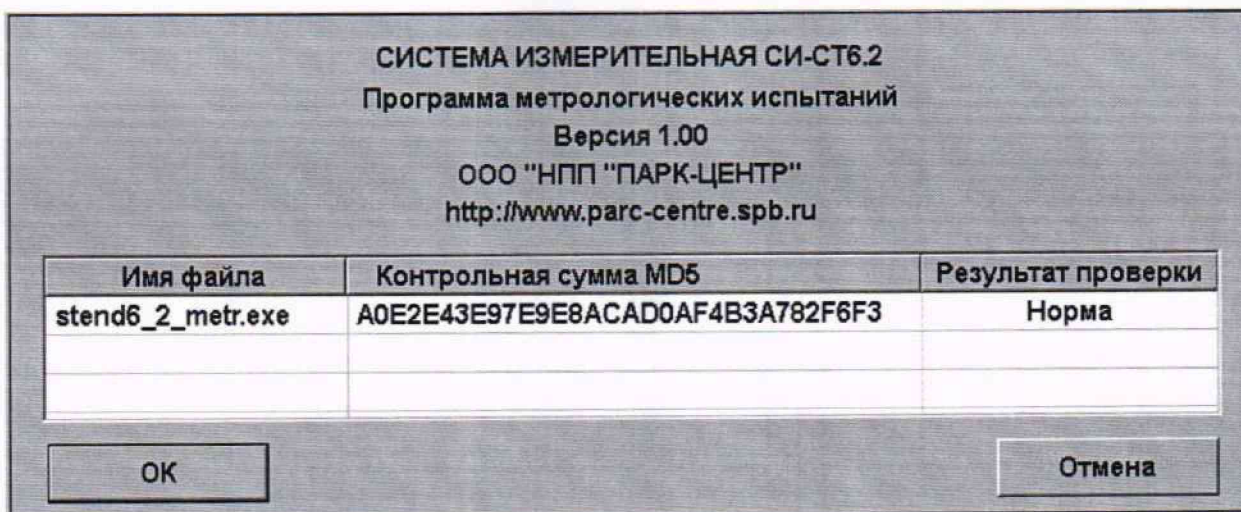 СИСТЕМА ИЗМЕРИТЕЛЬНАЯ СИ-СТ6.2
Программа метрологических испытаний
Версия 1.00
ООО "НПП "ПАРК-ЦЕНТР"
http://www.parc-centre.spb.ru
Имя файла Контрольная сумма MD5 Результат проверки
stend6_2_metr.exe A0E2E43E97E9E8ACAD0AF4B3A782F6F3 Норма
ОК Отмена